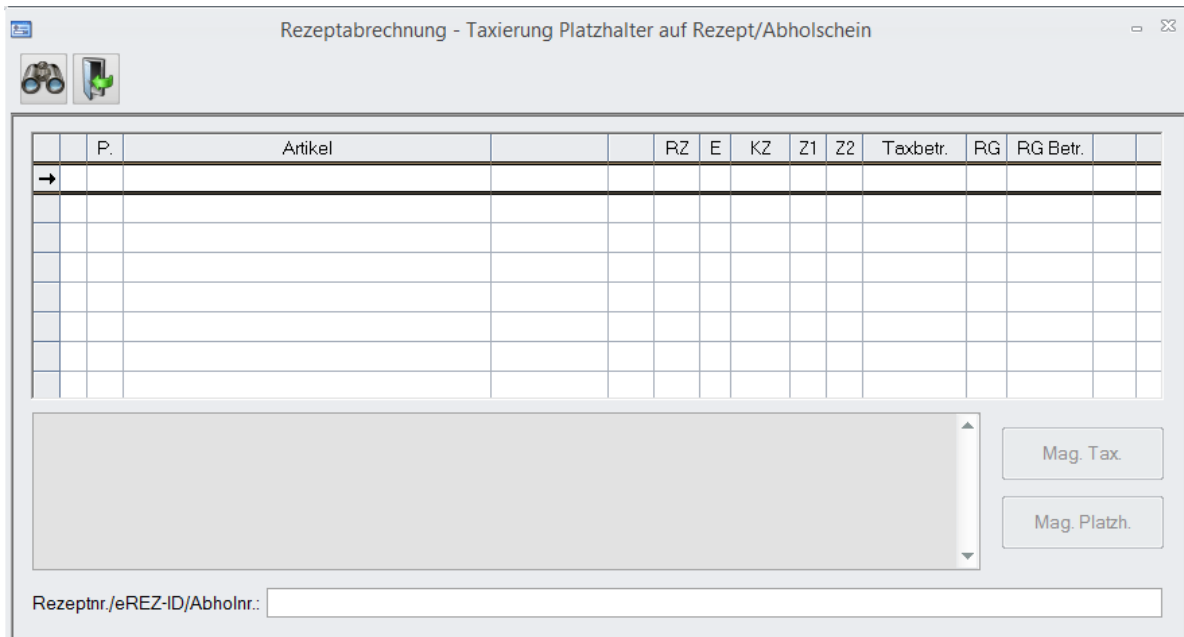 Rezeptabrechnung - Taxierung Platzhalter auf Rezept/Abholschein
P. Artikel RZ E KZ Z1 Z2 Taxbetr. RG RG Betr.
Mag. Tax.
Mag. Platzh.
Rezeptnr./eREZ-ID/Abholnr.: